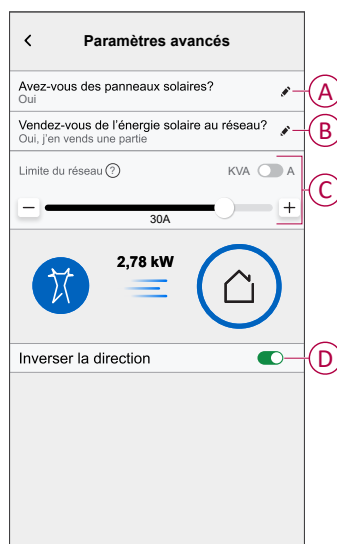 Paramètres avancés
Avez-vous des panneaux solaires?
Oui
A
Vendez-vous de l'énergie solaire au réseau?
Oui, j'en vends une partie
B
Limite du réseau ?
KVA A
C
30A
2,78 kW
Inverser la direction
D